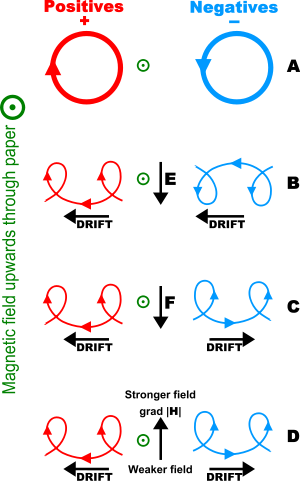 Positives
+
Negatives
−
A
Magnetic field upwards through paper
E
B
DRIFT
DRIFT
F
C
DRIFT
DRIFT
Stronger field
grad |H|
D
Weaker field
DRIFT
DRIFT